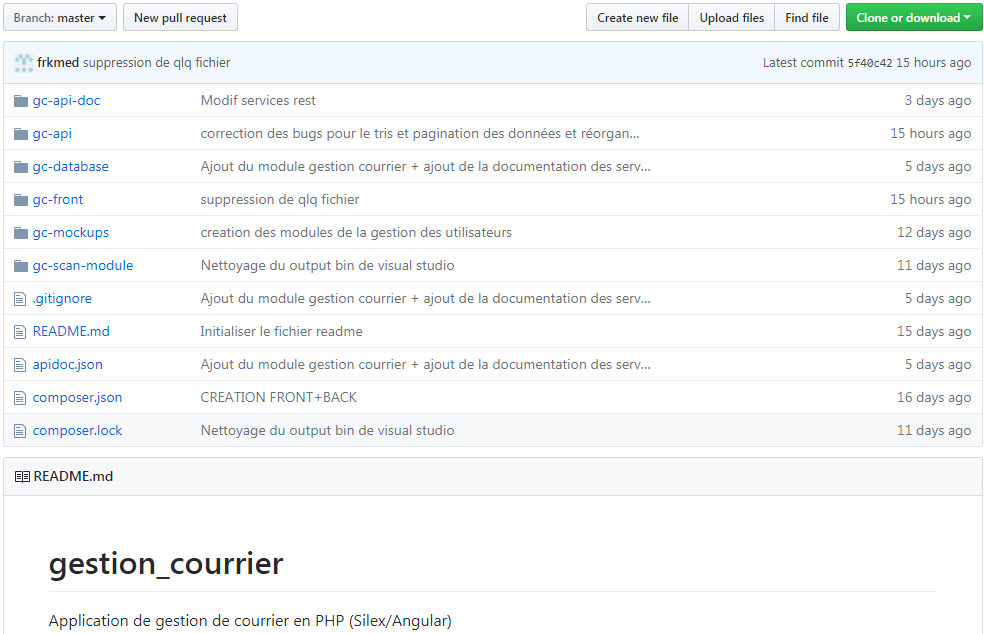 Branch: master New pull request Create new file Upload files Find file Clone or download
frkmed suppression de qlq fichier Latest commit 5f40c42 15 hours ago
gc-api-doc Modif services rest 3 days ago
gc-api correction des bugs pour le tris et pagination des données et réorgan... 15 hours ago
gc-database Ajout du module gestion courrier + ajout de la documentation des serv... 5 days ago
gc-front suppression de qlq fichier 15 hours ago
gc-mockups creation des modules de la gestion des utilisateurs 12 days ago
gc-scan-module Nettoyage du output bin de visual studio 11 days ago
.gitignore Ajout du module gestion courrier + ajout de la documentation des serv... 5 days ago
README.md Initialiser le fichier readme 15 days ago
apidoc.json Ajout du module gestion courrier + ajout de la documentation des serv... 5 days ago
composer.json CREATION FRONT+BACK 16 days ago
composer.lock Nettoyage du output bin de visual studio 11 days ago
README.md
gestion_courrier
Application de gestion de courrier en PHP (Silex/Angular)